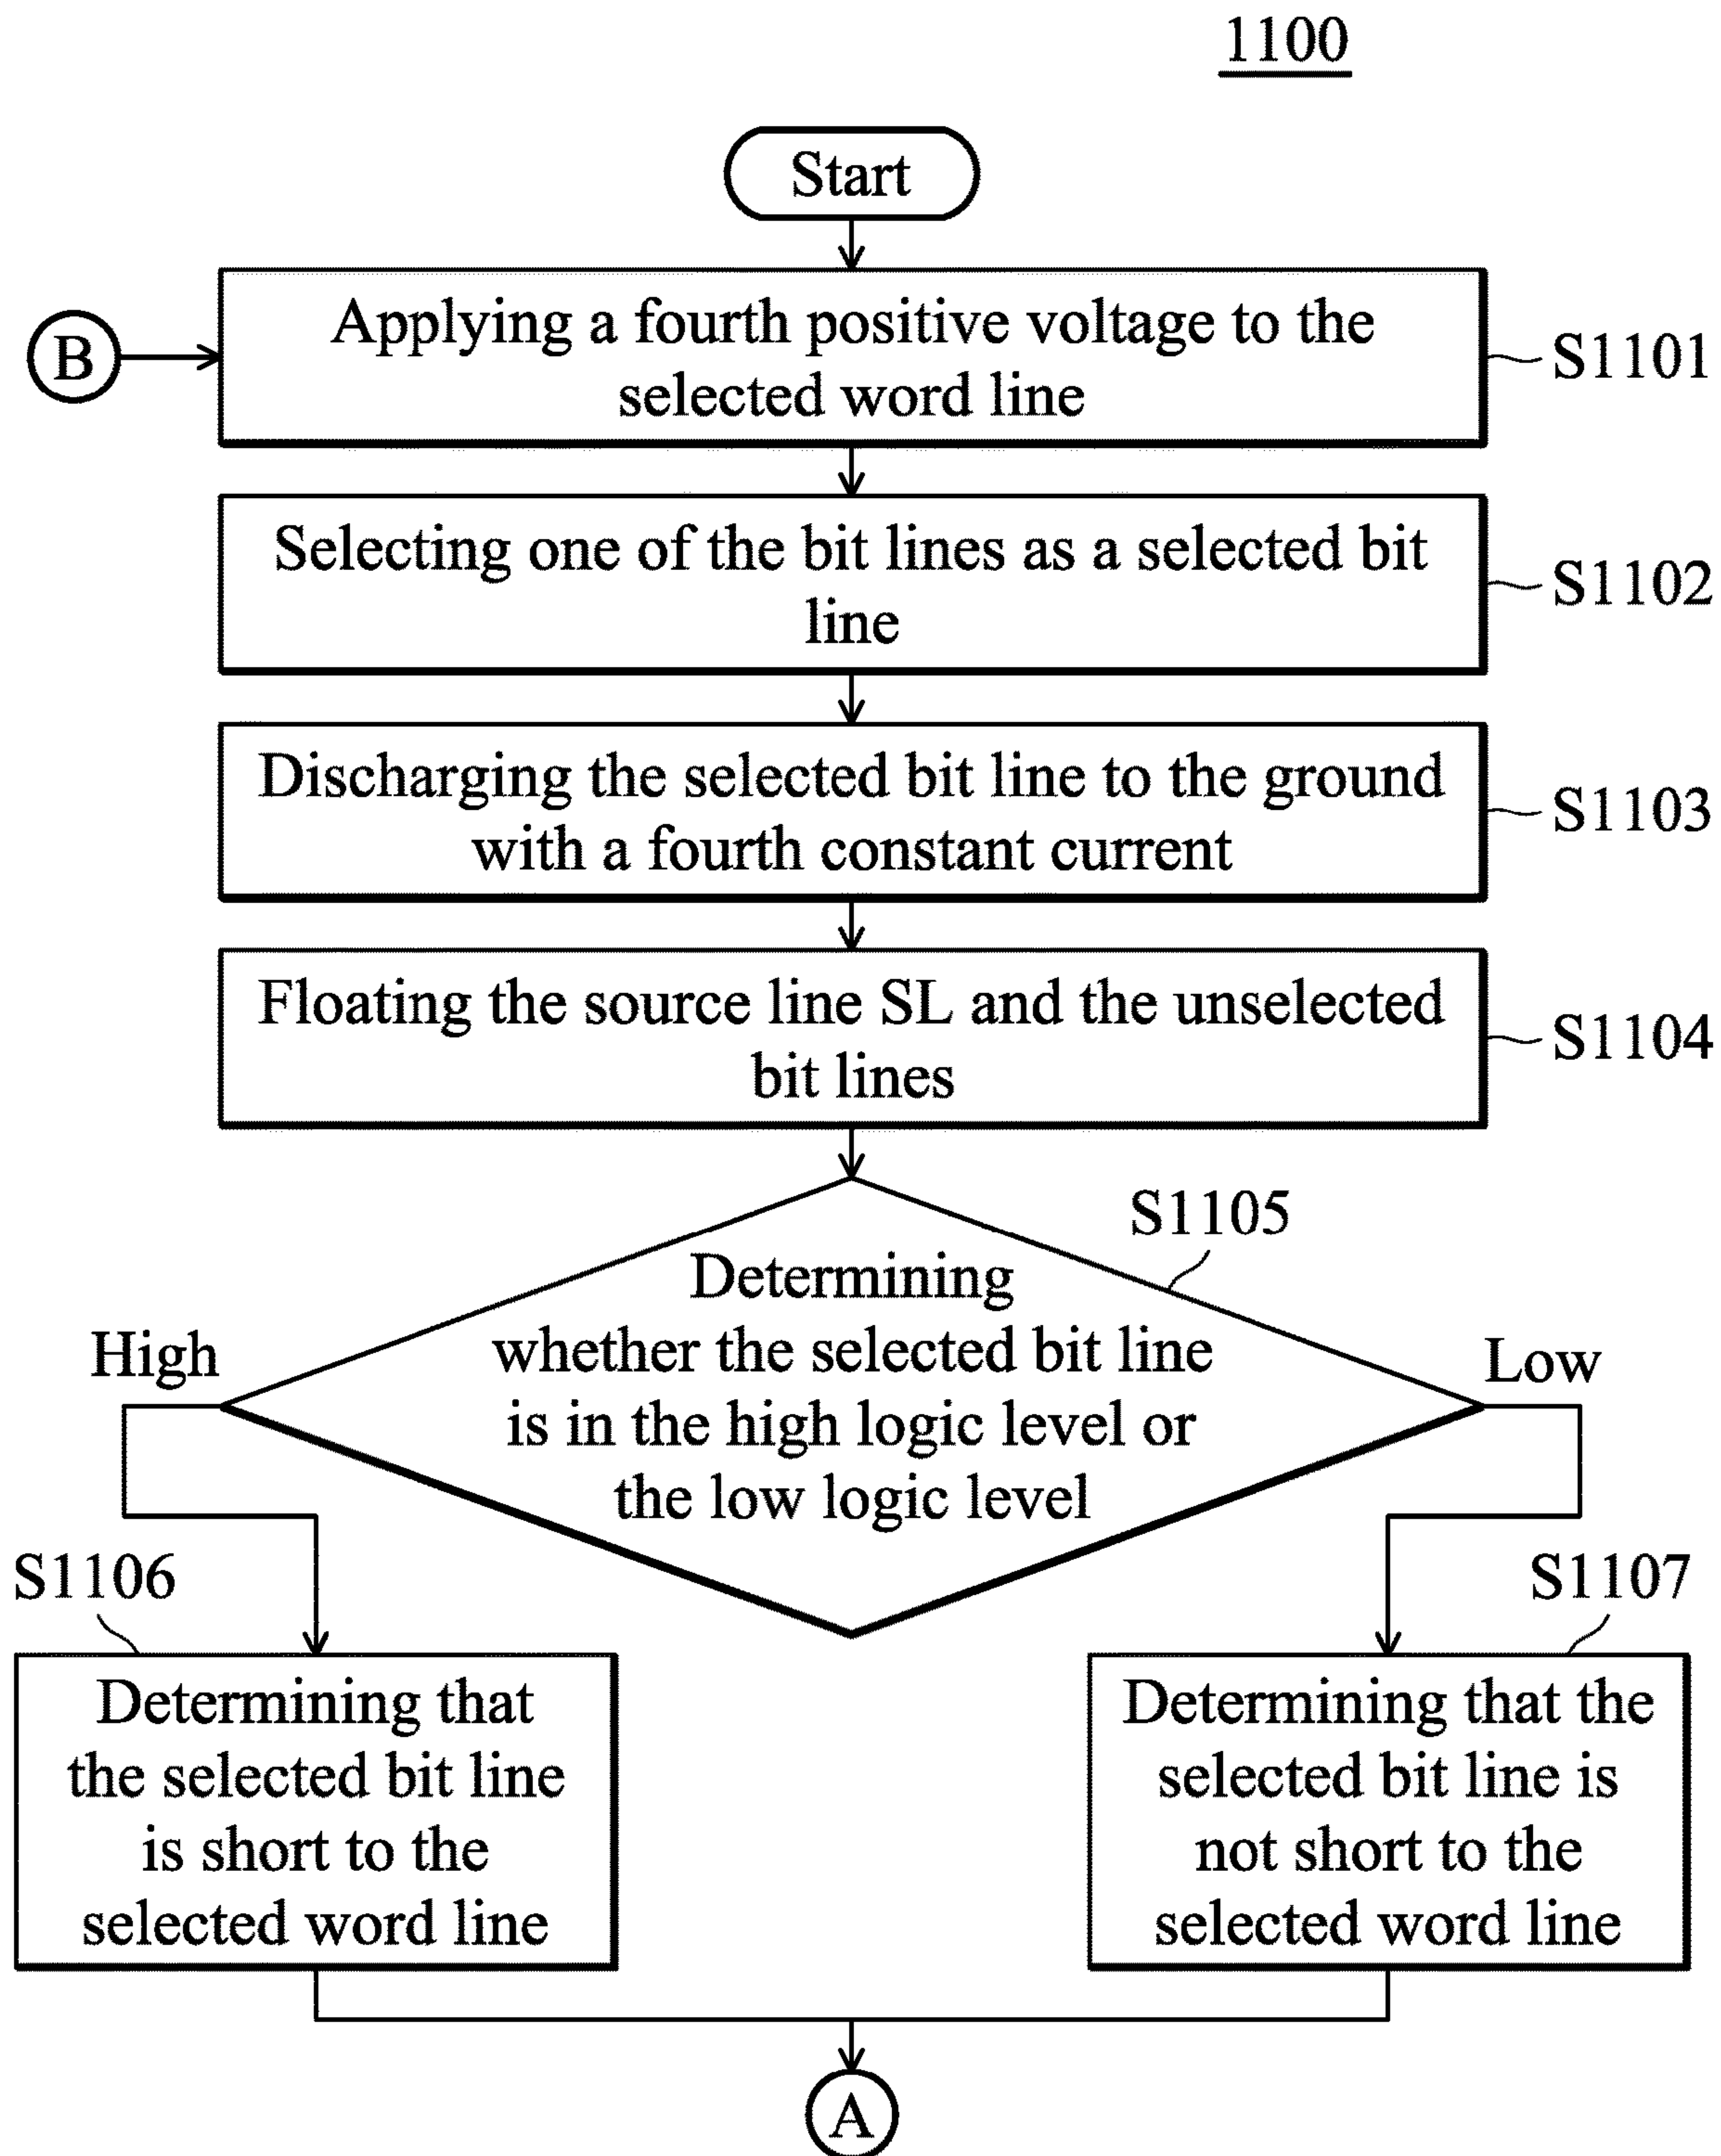 1100
Start
B
Applying a fourth positive voltage to the
selected word line
S1101
Selecting one of the bit lines as a selected bit
line
S1102
Discharging the selected bit line to the ground
with a fourth constant current
S1103
Floating the source line SL and the unselected
bit lines
S1104
S1105
Determining
whether the selected bit line
is in the high logic level or
the low logic level
High
Low
S1106
Determining that
the selected bit line
is short to the
selected word line
S1107
Determining that the
selected bit line is
not short to the
selected word line
A